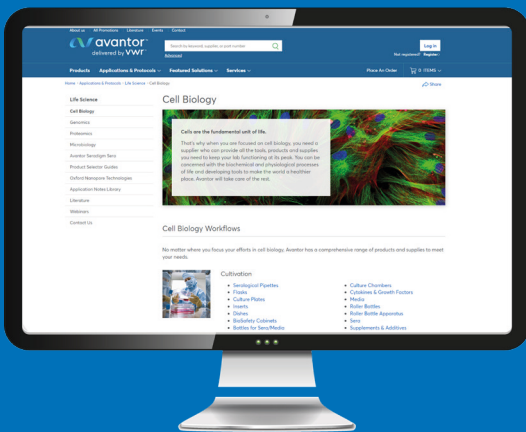 About us All Promotions Literature Events Contact
avantor™
delivered by vwr™
Search by keyword, supplier, or part number
Advanced
Log in
Not registered? Register
Products Applications & Protocols Featured Solutions Services
Place An Order 0 ITEMS
Home Applications & Protocols Life Science Cell Biology
Share
Life Science
Cell Biology
Genomics
Proteomics
Microbiology
Avantor Seradigm Sera
Product Selector Guides
Oxford Nanopore Technologies
Application Notes Library
Literature
Webinars
Contact Us
Cell Biology
Cells are the fundamental unit of life.
That's why when you are focused on cell biology, you need a
supplier who can provide all the tools, products and supplies
you need to keep your lab functioning at its peak. You can be
concerned with the biochemical and physiological processes
of life and developing tools to make the world a healthier
place. Avantor will take care of the rest.
Cell Biology Workflows
No matter where you focus your efforts in cell biology, Avantor has a comprehensive range of products and supplies to meet
your needs.
Cultivation
• Serological Pipettes
• Flasks
• Culture Plates
• Inserts
• Dishes
• BioSafety Cabinets
• Bottles for Sera/Media
• Culture Chambers
• Cytokines & Growth Factors
• Media
• Roller Bottles
• Roller Bottle Apparatus
• Sera
• Supplements & Additives